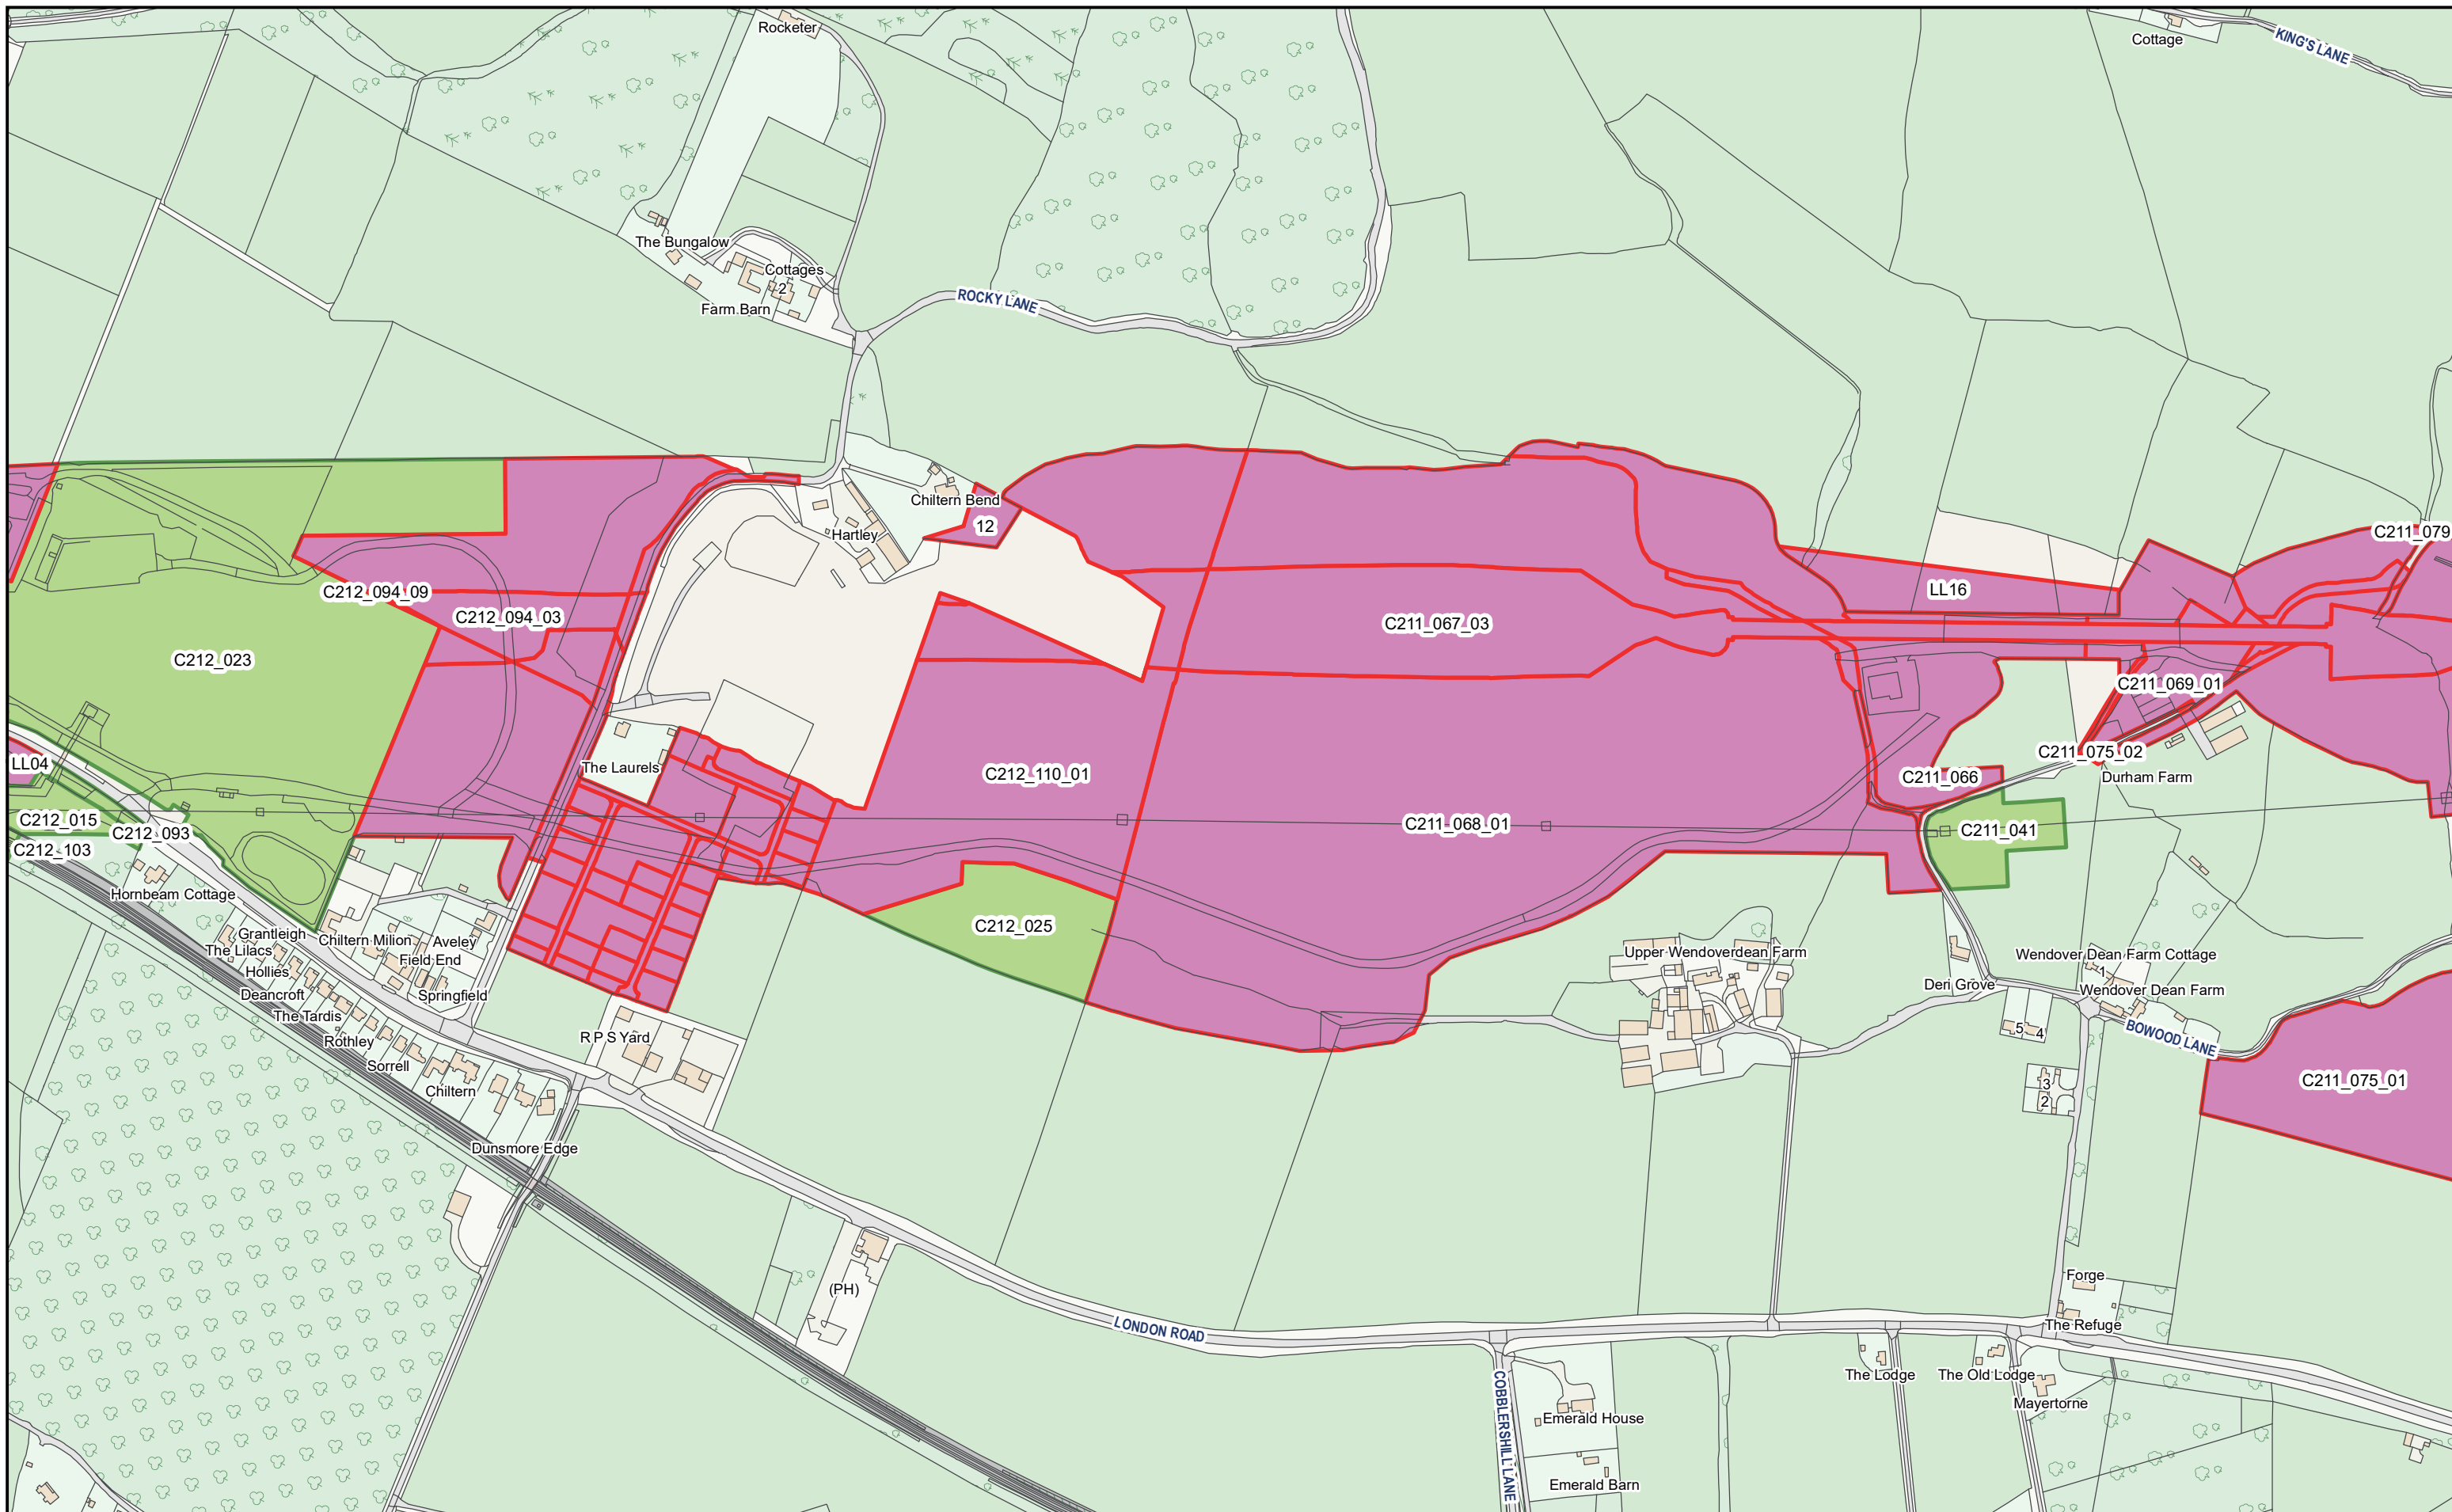 Rocketer
Cottage
KING'S LANE
The Bungalow
Cottages
2
Farm Barn
ROCKY LANE
Chiltern Bend
12
Hartley
C211_079
C212_094_09
C212_094_03
C211_067_03
LL16
C212_023
C211_069_01
LL04
The Laurels
C212_110_01
C211_075_02
C211_066
Durham Farm
C212_015
C212_093
C212_103
C211_068_01
C211_041
Hornbeam Cottage
C212_025
Grantleigh
The Lilacs
Chiltern Milion
Aveley
Field End
Hollies
Deancroft
Springfield
The Tardis
Rothley
Sorrell
Chiltern
R P S Yard
Upper Wendoverdean Farm
Wendover Dean Farm Cottage
1
Deri Grove
Wendover Dean Farm
5
4
BOWOOD LANE
3
2
C211_075_01
Dunsmore Edge
(PH)
LONDON ROAD
Forge
The Refuge
The Lodge
The Old Lodge
Mayertorne
COBBLERSHILL LANE
Emerald House
Emerald Barn